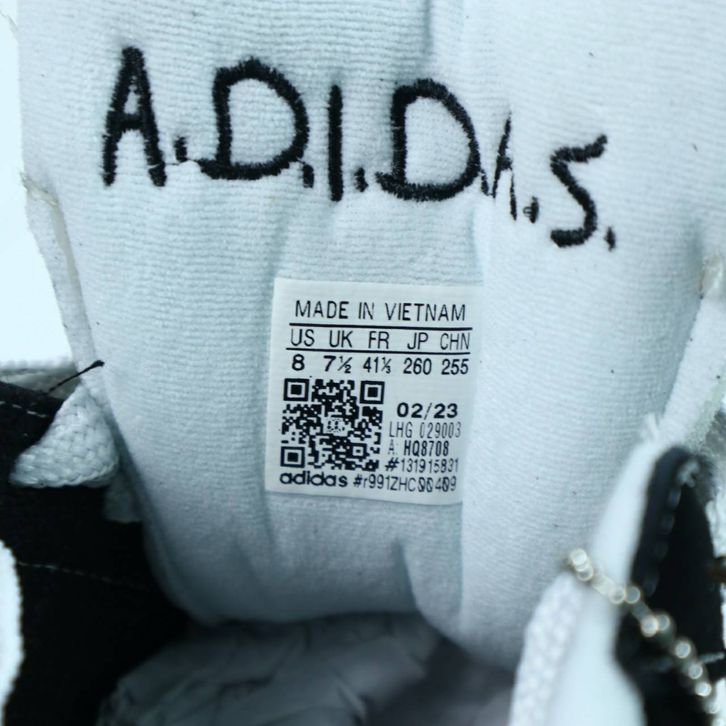 A.D.I.D.A.S.
MADE IN VIETNAM
US UK FR JP CHN
8 7½ 41⅓ 260 255
02/23
LHG 029003
A: HQ8708
#131915831
adidas #r991ZHC00409